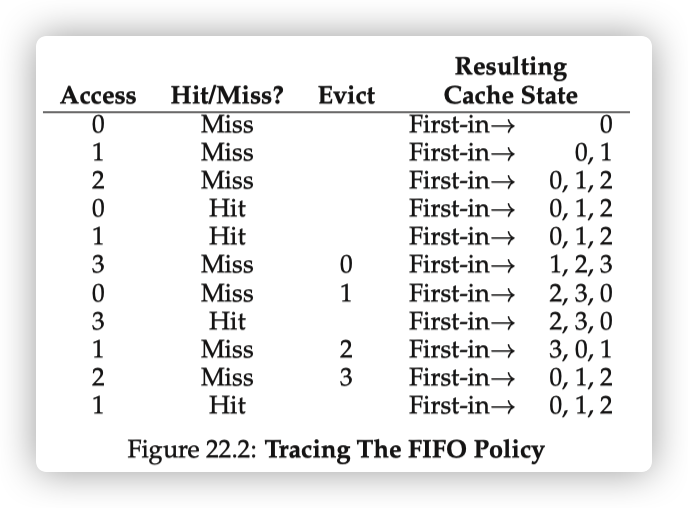 Resulting
Access Hit/Miss? Evict Cache State
0 Miss First-in→ 0
1 Miss First-in→ 0, 1
2 Miss First-in→ 0, 1, 2
0 Hit First-in→ 0, 1, 2
1 Hit First-in→ 0, 1, 2
3 Miss 0 First-in→ 1, 2, 3
0 Miss 1 First-in→ 2, 3, 0
3 Hit First-in→ 2, 3, 0
1 Miss 2 First-in→ 3, 0, 1
2 Miss 3 First-in→ 0, 1, 2
1 Hit First-in→ 0, 1, 2
Figure 22.2: Tracing The FIFO Policy